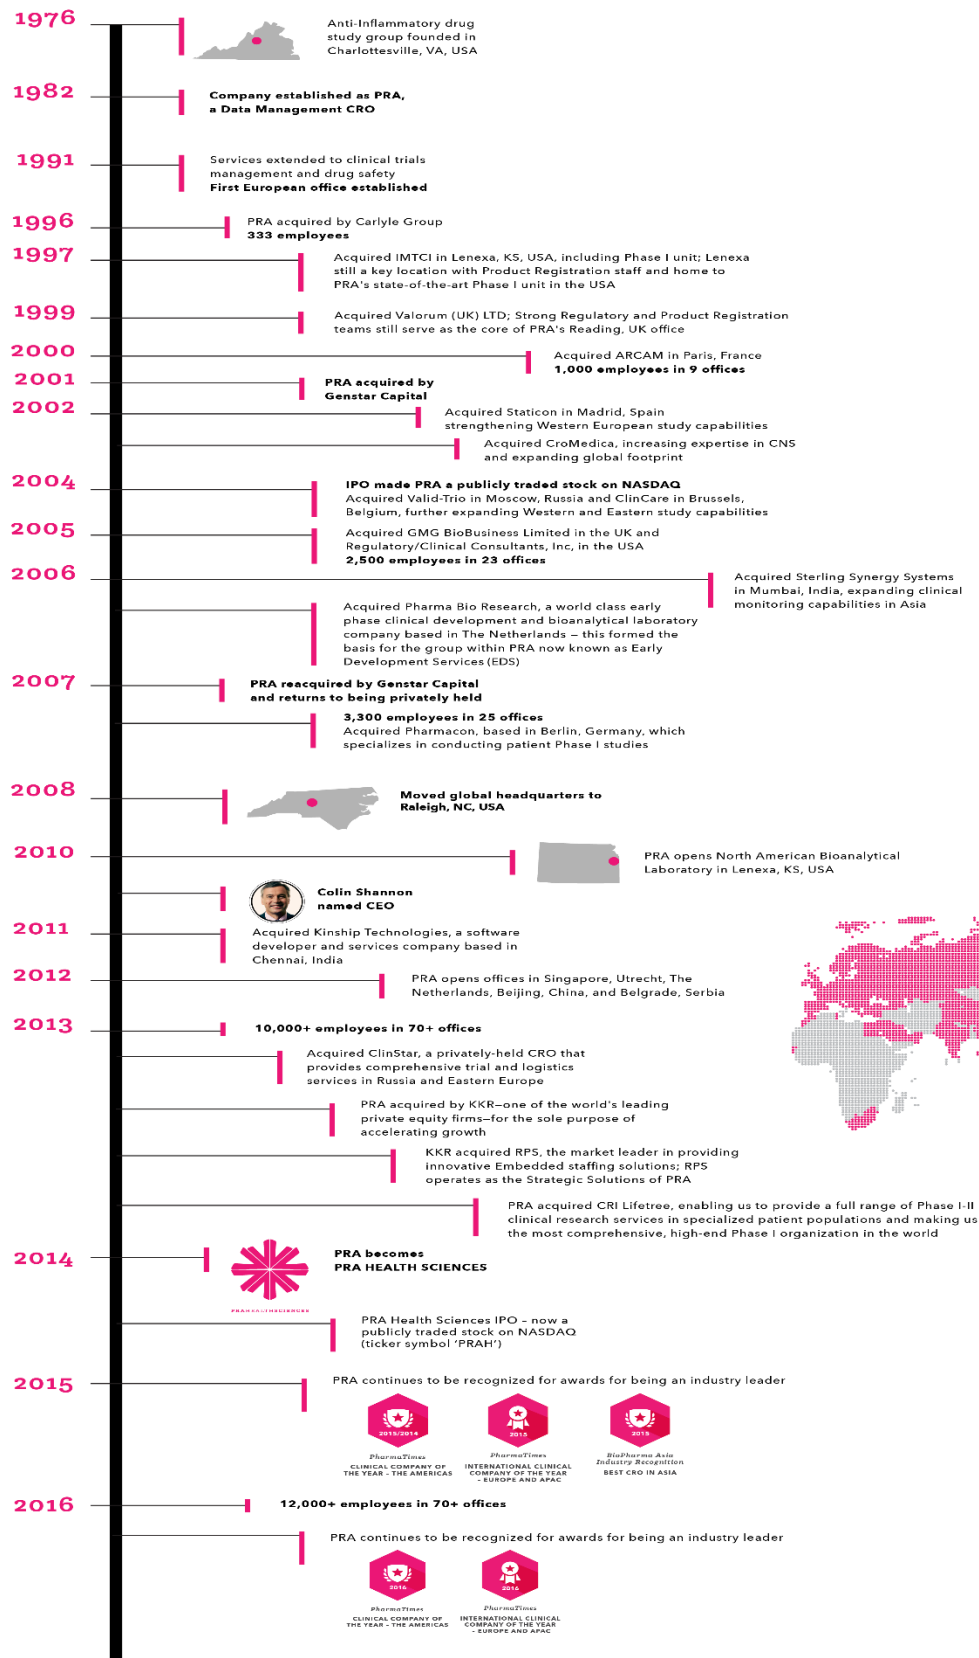 1976
Anti-Inflammatory drug
study group founded in
Charlottesville, VA, USA
1982
Company established as PRA,
a Data Management CRO
1991
Services extended to clinical trials
management and drug safety
First European office established
1996
PRA acquired by Carlyle Group
333 employees
1997
Acquired IMTCI in Lenexa, KS, USA, including Phase I unit; Lenexa
still a key location with Product Registration staff and home to
PRA's state-of-the-art Phase I unit in the USA
1999
Acquired Valorum (UK) LTD; Strong Regulatory and Product Registration
teams still serve as the core of PRA's Reading, UK office
2000
Acquired ARCAM in Paris, France
1,000 employees in 9 offices
2001
PRA acquired by
Genstar Capital
2002
Acquired Staticon in Madrid, Spain
strengthening Western European study capabilities
Acquired CroMedica, increasing expertise in CNS
and expanding global footprint
2004
IPO made PRA a publicly traded stock on NASDAQ
Acquired Valid-Trio in Moscow, Russia and ClinCare in Brussels,
Belgium, further expanding Western and Eastern study capabilities
2005
Acquired GMG BioBusiness Limited in the UK and
Regulatory/Clinical Consultants, Inc, in the USA
2,500 employees in 23 offices
2006
Acquired Sterling Synergy Systems
in Mumbai, India, expanding clinical
monitoring capabilities in Asia
Acquired Pharma Bio Research, a world class early
phase clinical development and bioanalytical laboratory
company based in The Netherlands – this formed the
basis for the group within PRA now known as Early
Development Services (EDS)
2007
PRA reacquired by Genstar Capital
and returns to being privately held
3,300 employees in 25 offices
Acquired Pharmacon, based in Berlin, Germany, which
specializes in conducting patient Phase I studies
2008
Moved global headquarters to
Raleigh, NC, USA
2010
PRA opens North American Bioanalytical
Laboratory in Lenexa, KS, USA
Colin Shannon
named CEO
2011
Acquired Kinship Technologies, a software
developer and services company based in
Chennai, India
2012
PRA opens offices in Singapore, Utrecht, The
Netherlands, Beijing, China, and Belgrade, Serbia
2013
10,000+ employees in 70+ offices
Acquired ClinStar, a privately-held CRO that
provides comprehensive trial and logistics
services in Russia and Eastern Europe
PRA acquired by KKR—one of the world's leading
private equity firms—for the sole purpose of
accelerating growth
KKR acquired RPS, the market leader in providing
innovative Embedded staffing solutions; RPS
operates as the Strategic Solutions of PRA
PRA acquired CRI Lifetree, enabling us to provide a full range of Phase I-II
clinical research services in specialized patient populations and making us
the most comprehensive, high-end Phase I organization in the world
2014
PRA becomes
PRA HEALTH SCIENCES
PRAHEALTHSCIENCES
PRA Health Sciences IPO – now a
publicly traded stock on NASDAQ
(ticker symbol ‘PRAH’)
2015
PRA continues to be recognized for awards for being an industry leader
2015/2014
PharmaTimes
CLINICAL COMPANY OF
THE YEAR – THE AMERICAS
2015
PharmaTimes
INTERNATIONAL CLINICAL
COMPANY OF THE YEAR
– EUROPE AND APAC
2015
BioPharma Asia
Industry Recognition
BEST CRO IN ASIA
2016
12,000+ employees in 70+ offices
PRA continues to be recognized for awards for being an industry leader
2016
PharmaTimes
CLINICAL COMPANY OF
THE YEAR – THE AMERICAS
2016
PharmaTimes
INTERNATIONAL CLINICAL
COMPANY OF THE YEAR
– EUROPE AND APAC